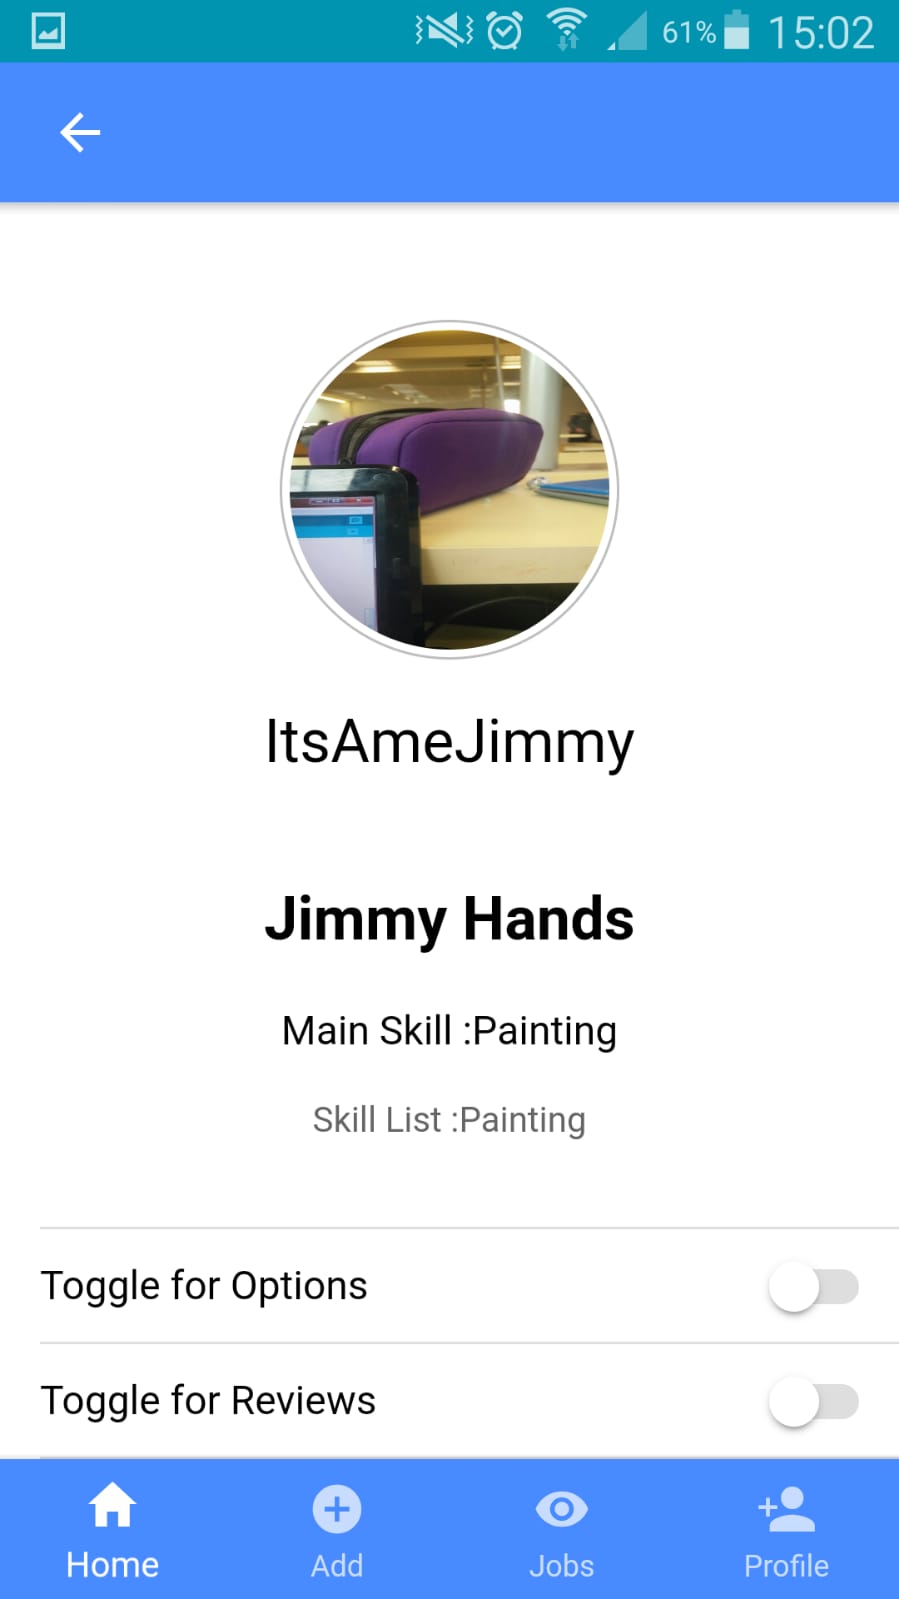 61% 15:02
ItsAmeJimmy
Jimmy Hands
Main Skill :Painting
Skill List :Painting
Toggle for Options
Toggle for Reviews
Home Add Jobs Profile